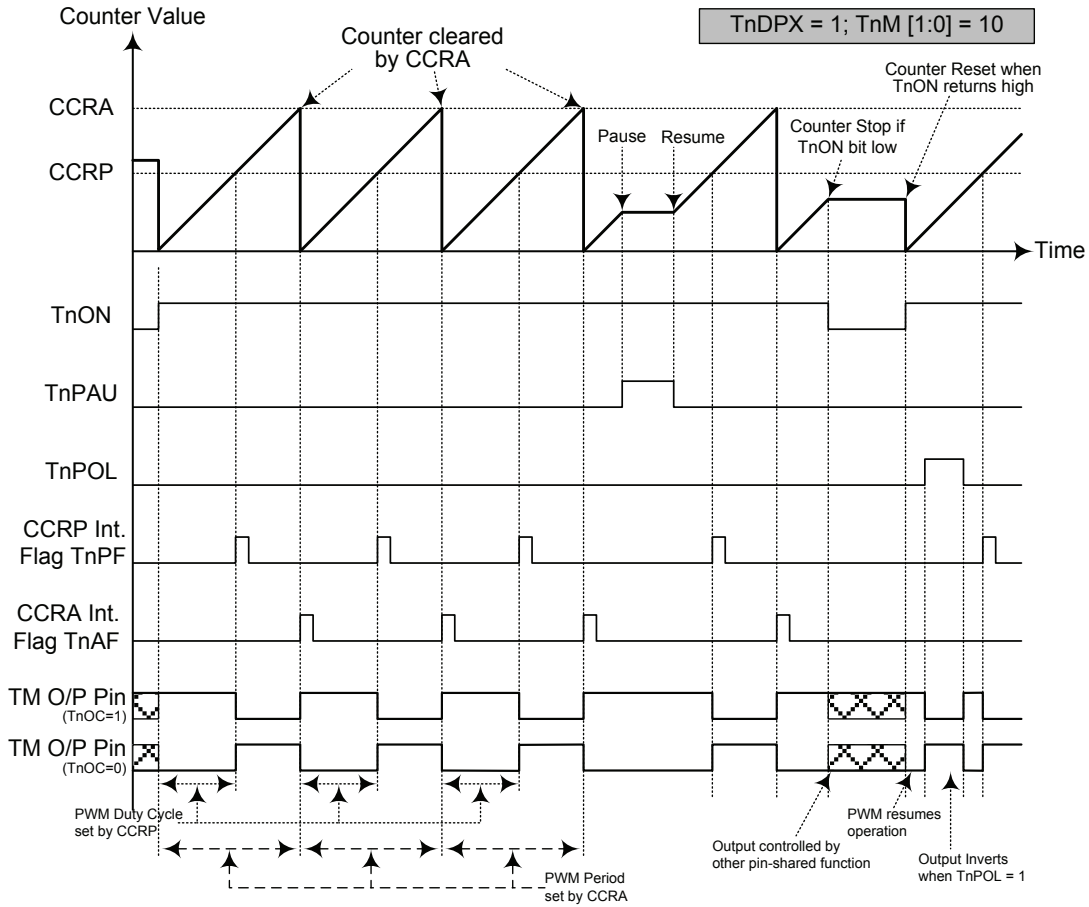 Counter Value
TnDPX = 1; TnM [1:0] = 10
Counter cleared
by CCRA
Counter Reset when
TnON returns high
CCRA
Pause
Resume
Counter Stop if
TnON bit low
CCRP
Time
TnON
TnPAU
TnPOL
CCRP Int.
Flag TnPF
CCRA Int.
Flag TnAF
TM O/P Pin
(TnOC=1)
TM O/P Pin
(TnOC=0)
PWM Duty Cycle
set by CCRP
PWM resumes
operation
Output controlled by
other pin-shared function
Output Inverts
when TnPOL = 1
PWM Period
set by CCRA